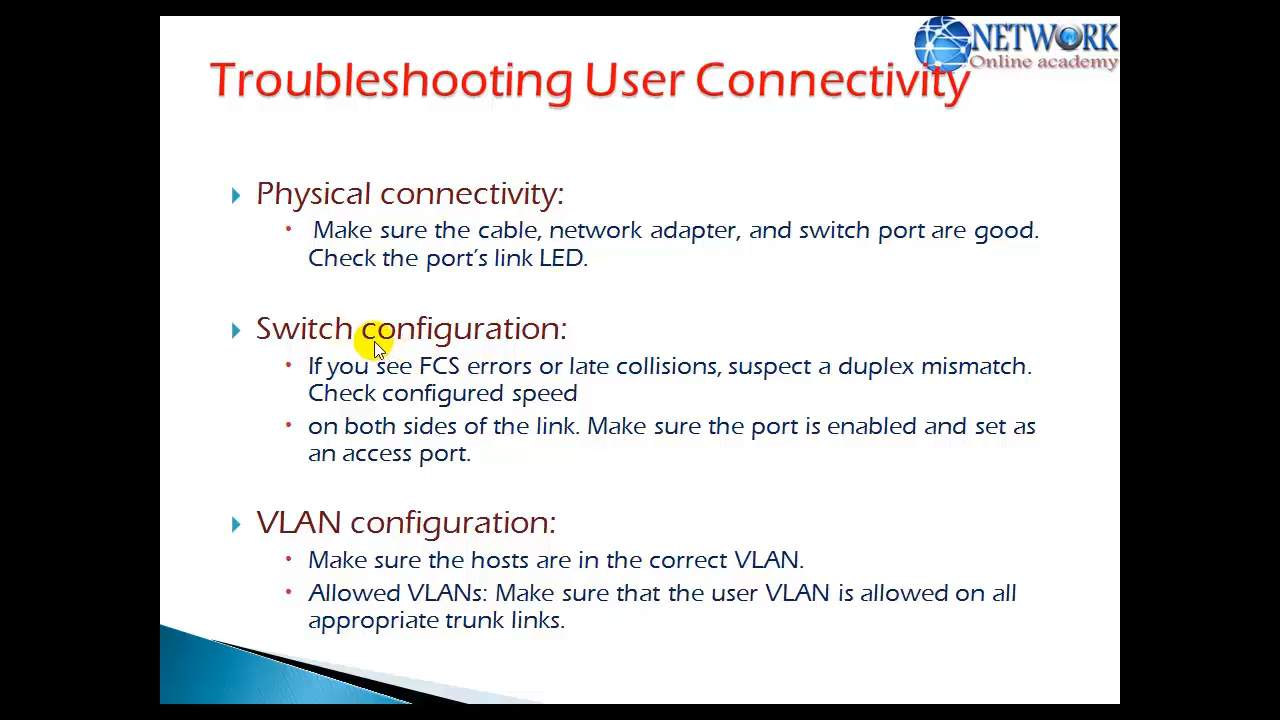 NETWORK
Online academy
Troubleshooting User Connectivity
Physical connectivity:
Make sure the cable, network adapter, and switch port are good.
Check the port's link LED.
Switch configuration:
If you see FCS errors or late collisions, suspect a duplex mismatch.
Check configured speed
on both sides of the link. Make sure the port is enabled and set as
an access port.
VLAN configuration:
Make sure the hosts are in the correct VLAN.
Allowed VLANs: Make sure that the user VLAN is allowed on all
appropriate trunk links.